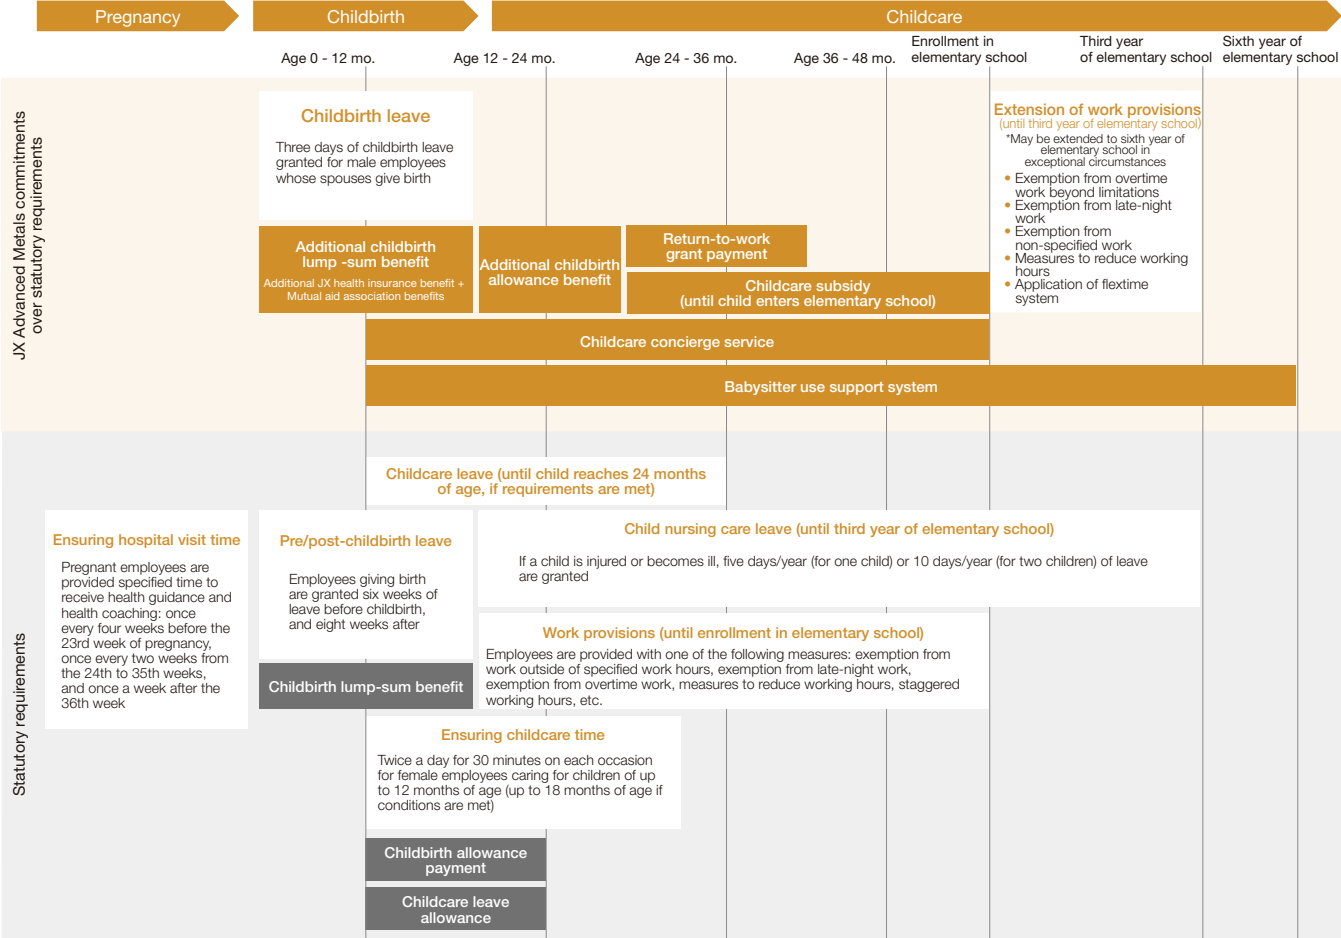 Pregnancy
Childbirth
Childcare
Age 0 - 12 mo.
Age 12 - 24 mo.
Age 24 - 36 mo.
Age 36 - 48 mo.
Enrollment in
elementary school
Third year
of elementary school
Sixth year of
elementary school
JX Advanced Metals commitments
over statutory requirements
Childbirth leave
Three days of childbirth leave
granted for male employees
whose spouses give birth
Extension of work provisions
(until third year of elementary school)
*May be extended to sixth year of
elementary school in
exceptional circumstances
• Exemption from overtime
work beyond limitations
• Exemption from late-night
work
• Exemption from
non-specified work
• Measures to reduce working
hours
• Application of flextime
system
Additional childbirth
lump -sum benefit
Additional JX health insurance benefit +
Mutual aid association benefits
Additional childbirth
allowance benefit
Return-to-work
grant payment
Childcare subsidy
(until child enters elementary school)
Childcare concierge service
Babysitter use support system
Statutory requirements
Childcare leave (until child reaches 24 months
of age, if requirements are met)
Ensuring hospital visit time
Pregnant employees are
provided specified time to
receive health guidance and
health coaching: once
every four weeks before the
23rd week of pregnancy,
once every two weeks from
the 24th to 35th weeks,
and once a week after the
36th week
Pre/post-childbirth leave
Employees giving birth
are granted six weeks of
leave before childbirth,
and eight weeks after
Childbirth lump-sum benefit
Child nursing care leave (until third year of elementary school)
If a child is injured or becomes ill, five days/year (for one child) or 10 days/year (for two children) of leave
are granted
Work provisions (until enrollment in elementary school)
Employees are provided with one of the following measures: exemption from
work outside of specified work hours, exemption from late-night work,
exemption from overtime work, measures to reduce working hours, staggered
working hours, etc.
Ensuring childcare time
Twice a day for 30 minutes on each occasion
for female employees caring for children of up
to 12 months of age (up to 18 months of age if
conditions are met)
Childbirth allowance
payment
Childcare leave
allowance